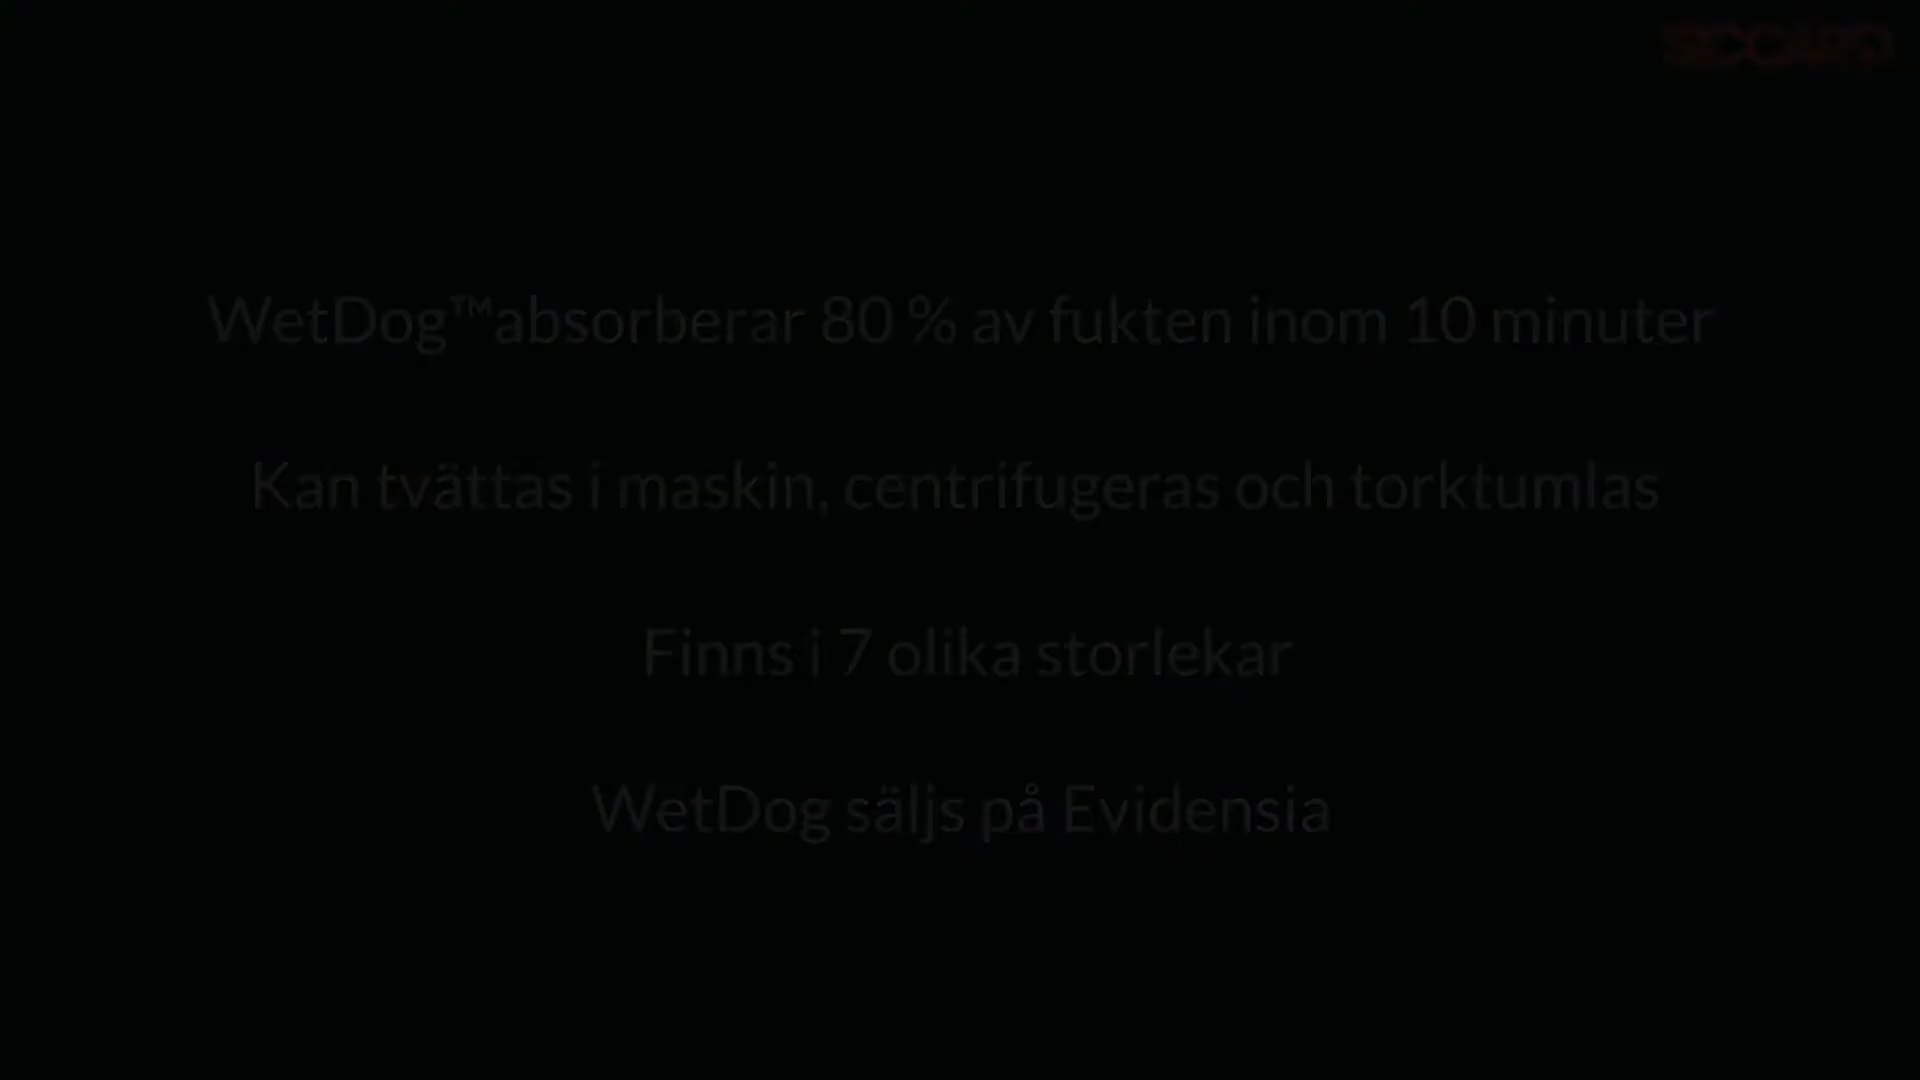 SICCARO
WetDog™absorberar 80 % av fukten inom 10 minuter
Kan tvättas i maskin, centrifugeras och torktumlas
Finns i 7 olika storlekar
WetDog säljs på Evidensia